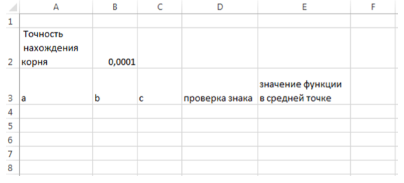 A B C D E F
1
Точность
нахождения
2 корня 0,0001
значение функции
3 a b c проверка знака в средней точке
4
5
6
7
8